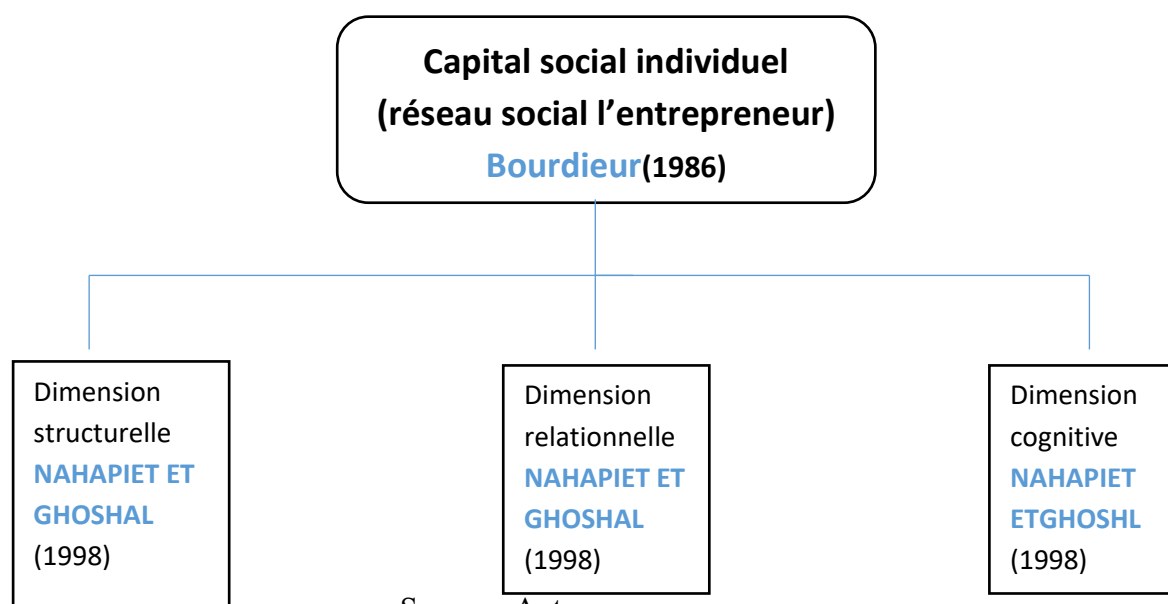 Capital social individuel
(réseau social l’entrepreneur)
Bourdieur(1986)
Dimension
structurelle
NAHAPIET ET
GHOSHAL
(1998)
Dimension
relationnelle
NAHAPIET ET
GHOSHAL
(1998)
Dimension
cognitive
NAHAPIET
ETGHOSHL
(1998)